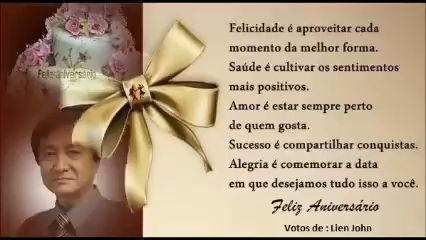 Feliz aniversário
Felicidade é aproveitar cada
momento da melhor forma.
Saúde é cultivar os sentimentos
mais positivos.
Amor é estar sempre perto
de quem gosta.
Sucesso é compartilhar conquistas.
Alegria é comemorar a data
em que desejamos tudo isso a você.
Feliz Aniversário
Votos de : Lien John